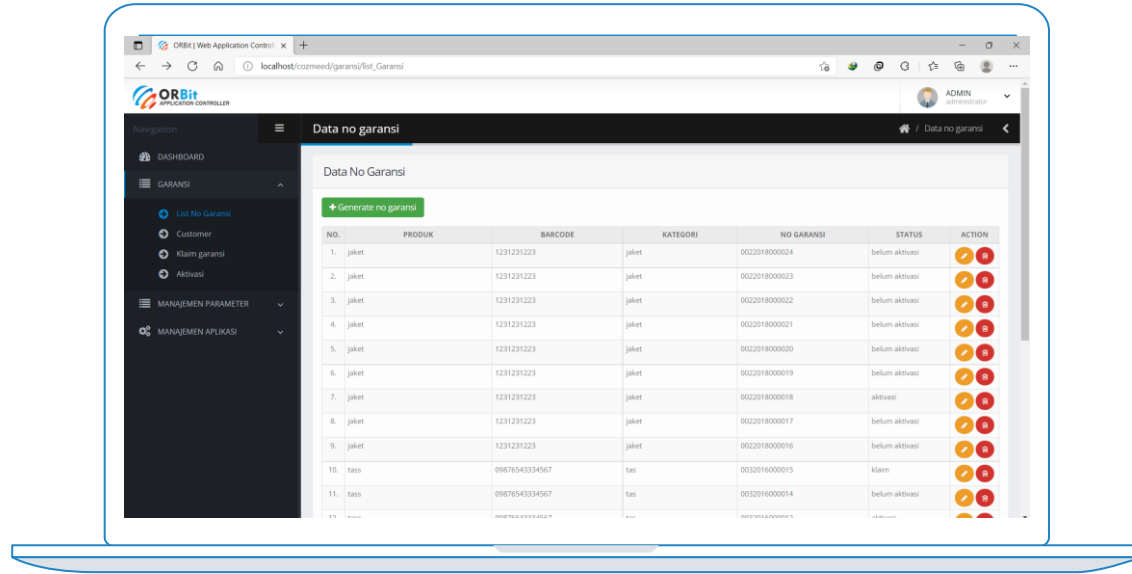 ORBit | Web Application Control
localhost/cozmeed/garansi/list_Garansi
ORBit
APPLICATION CONTROLLER
ADMIN
administrator
Navigation
Data no garansi
/ Data no garansi
DASHBOARD
GARANSI
List No Garansi
Customer
Klaim garansi
Aktivasi
MANAJEMEN PARAMETER
MANAJEMEN APLIKASI
Data No Garansi
+ Generate no garansi
NO. PRODUK BARCODE KATEGORI NO GARANSI STATUS ACTION
1. jaket 1231231223 jaket 0022018000024 belum aktivasi
2. jaket 1231231223 jaket 0022018000023 belum aktivasi
3. jaket 1231231223 jaket 0022018000022 belum aktivasi
4. jaket 1231231223 jaket 0022018000021 belum aktivasi
5. jaket 1231231223 jaket 0022018000020 belum aktivasi
6. jaket 1231231223 jaket 0022018000019 belum aktivasi
7. jaket 1231231223 jaket 0022018000018 aktivasi
8. jaket 1231231223 jaket 0022018000017 belum aktivasi
9. jaket 1231231223 jaket 0022018000016 belum aktivasi
10. tass 09876543334567 tas 0032016000015 klaim
11. tass 09876543334567 tas 0032016000014 belum aktivasi